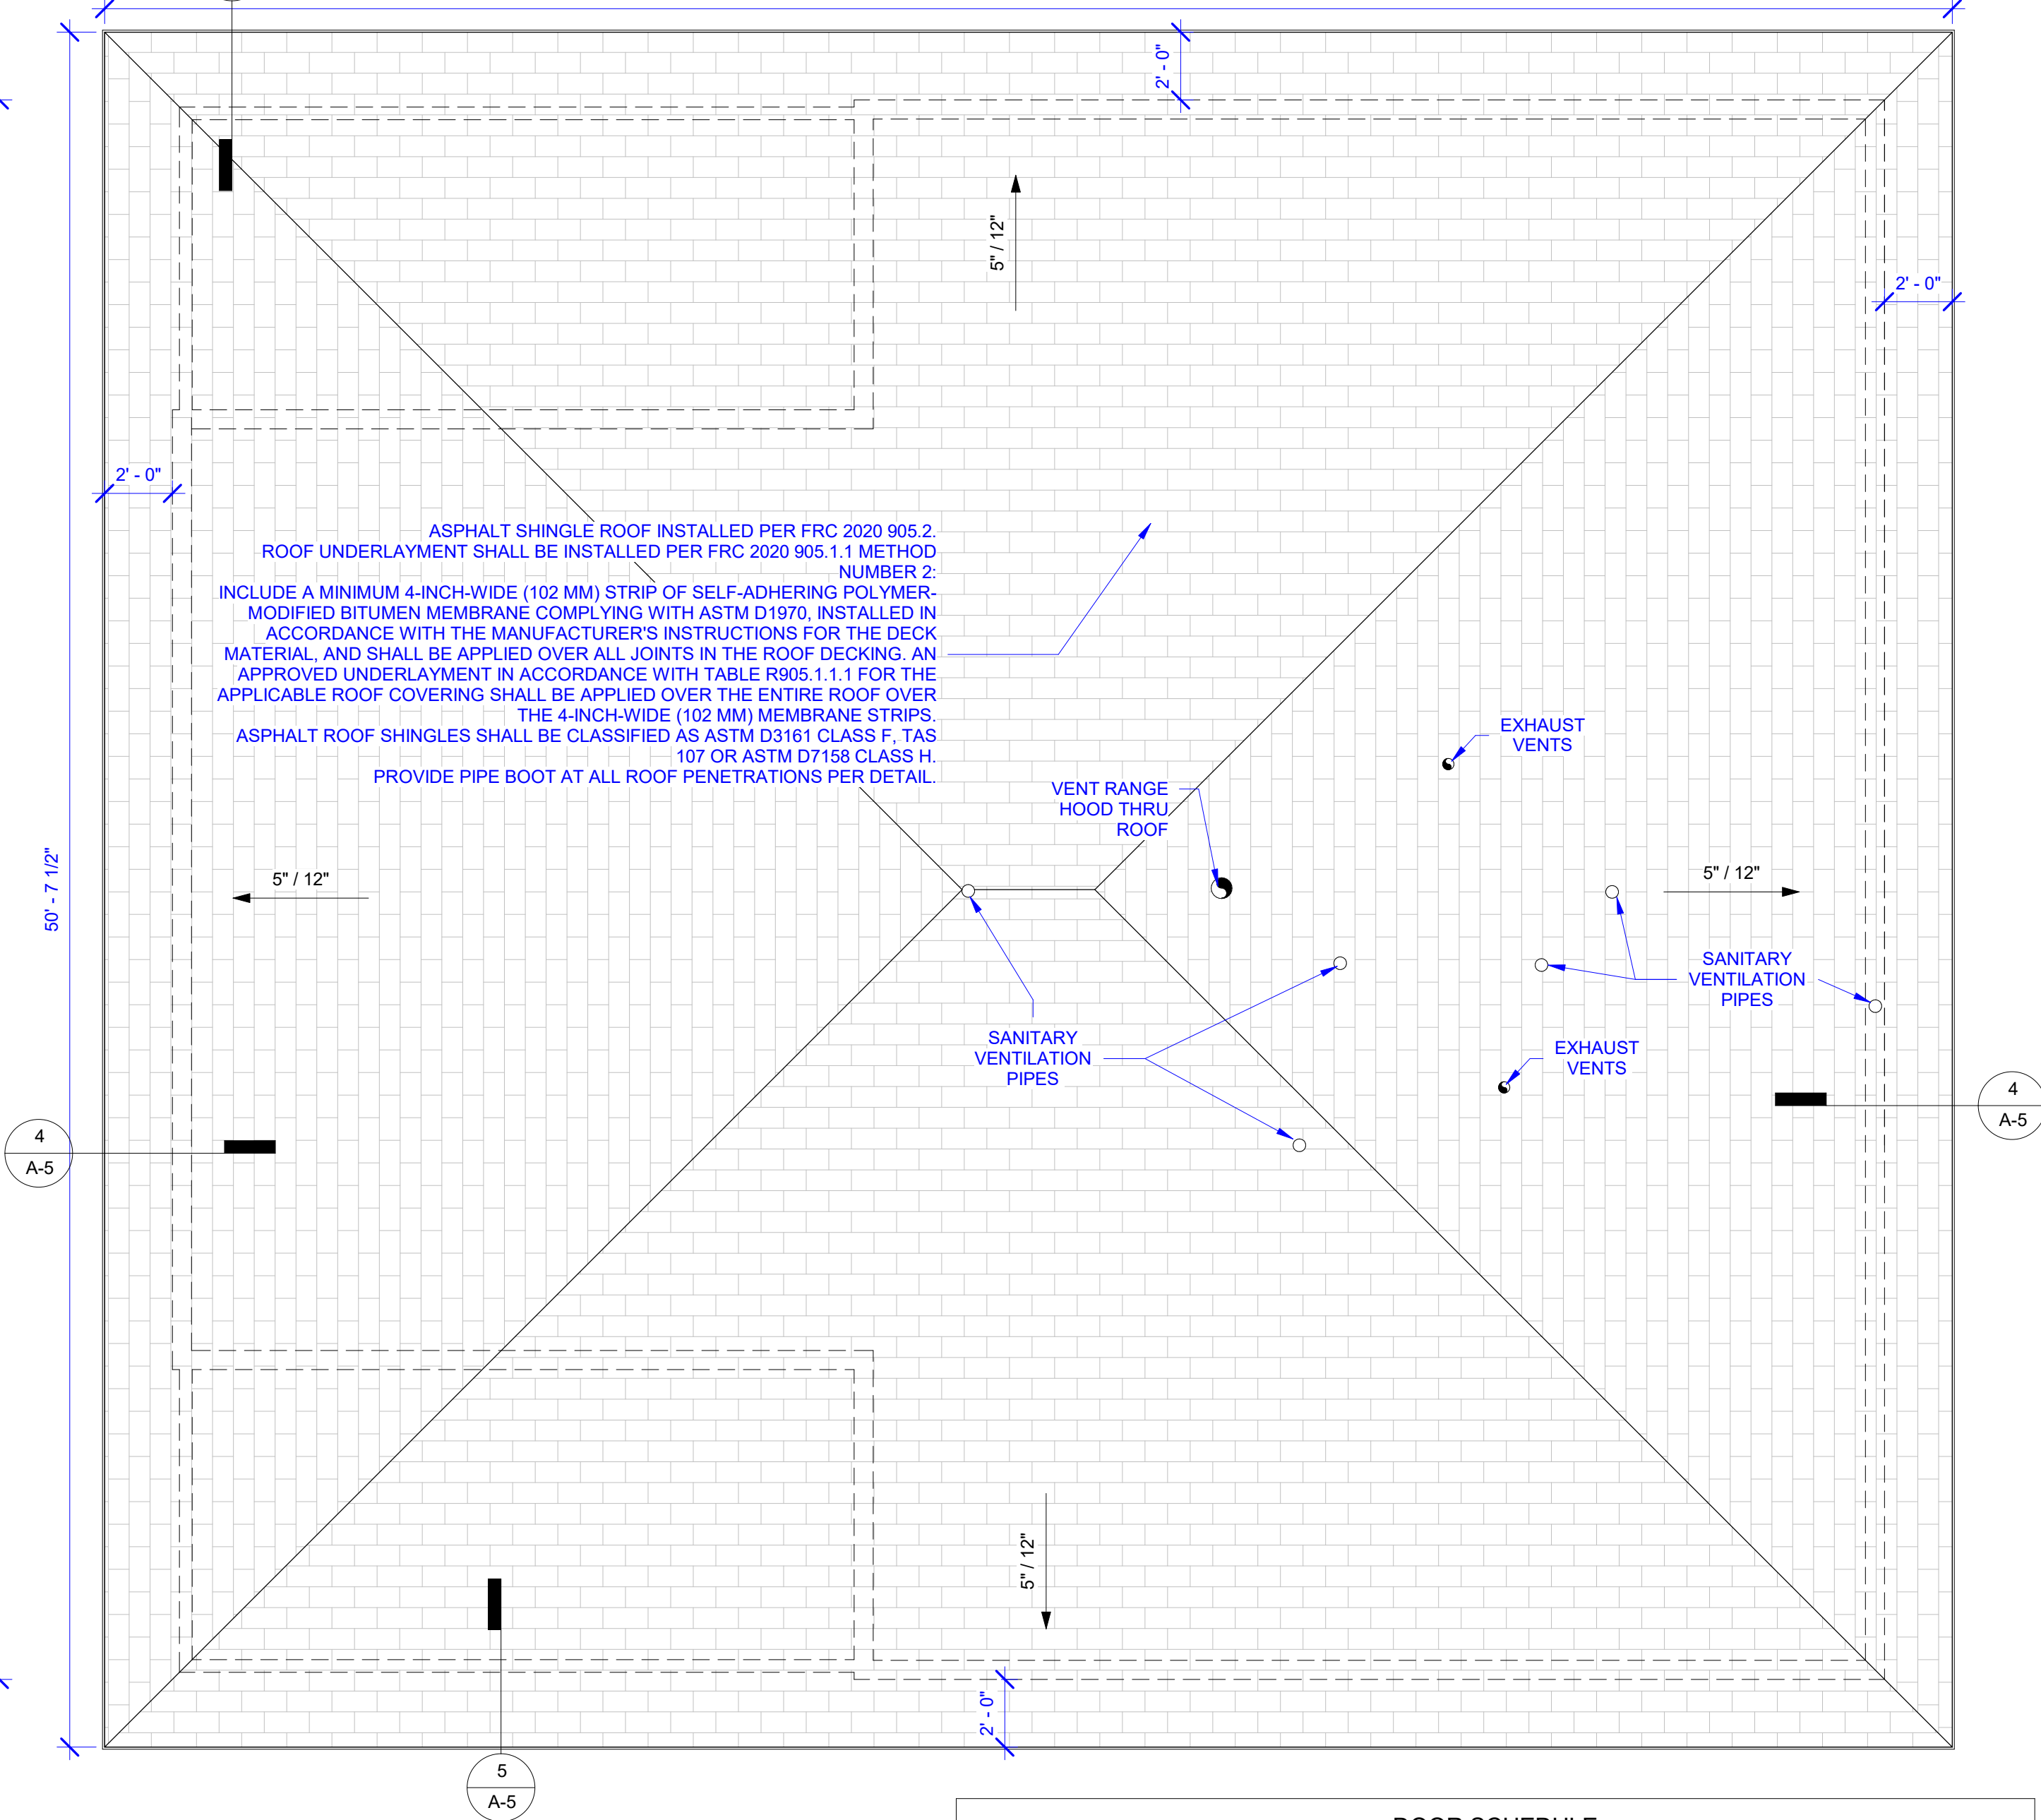 2' - 0"
5" / 12"
2' - 0"
2' - 0"
ASPHALT SHINGLE ROOF INSTALLED PER FRC 2020 905.2.
ROOF UNDERLAYMENT SHALL BE INSTALLED PER FRC 2020 905.1.1 METHOD
NUMBER 2:
INCLUDE A MINIMUM 4-INCH-WIDE (102 MM) STRIP OF SELF-ADHERING POLYMER-
MODIFIED BITUMEN MEMBRANE COMPLYING WITH ASTM D1970, INSTALLED IN
ACCORDANCE WITH THE MANUFACTURER'S INSTRUCTIONS FOR THE DECK
MATERIAL, AND SHALL BE APPLIED OVER ALL JOINTS IN THE ROOF DECKING. AN
APPROVED UNDERLAYMENT IN ACCORDANCE WITH TABLE R905.1.1.1 FOR THE
APPLICABLE ROOF COVERING SHALL BE APPLIED OVER THE ENTIRE ROOF OVER
THE 4-INCH-WIDE (102 MM) MEMBRANE STRIPS.
ASPHALT ROOF SHINGLES SHALL BE CLASSIFIED AS ASTM D3161 CLASS F, TAS
107 OR ASTM D7158 CLASS H.
PROVIDE PIPE BOOT AT ALL ROOF PENETRATIONS PER DETAIL.
EXHAUST
VENTS
VENT RANGE
HOOD THRU
ROOF
50' - 7 1/2"
5" / 12"
5" / 12"
SANITARY
VENTILATION
PIPES
SANITARY
VENTILATION
PIPES
EXHAUST
VENTS
4
A-5
4
A-5
5" / 12"
2' - 0"
5
A-5